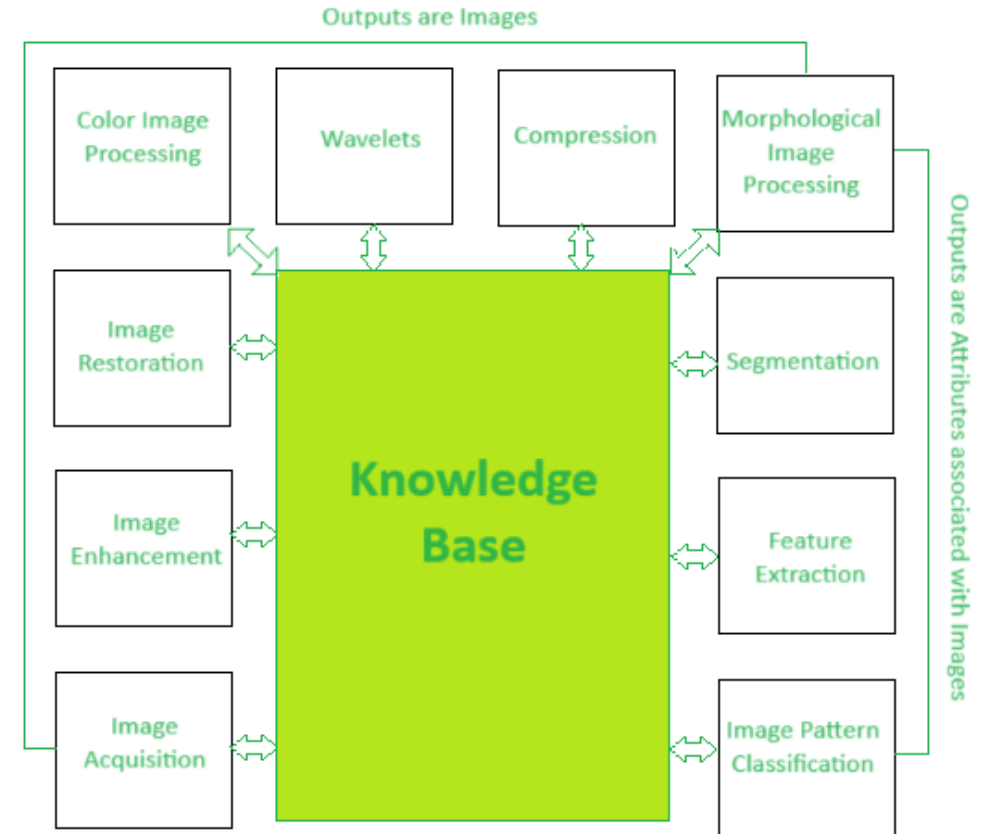 Outputs are Images
Color Image
Processing
Wavelets
Compression
Morphological
Image
Processing
Image
Restoration
Segmentation
Knowledge
Base
Image
Enhancement
Feature
Extraction
Image
Acquisition
Image Pattern
Classification
Outputs are Attributes associated with Images